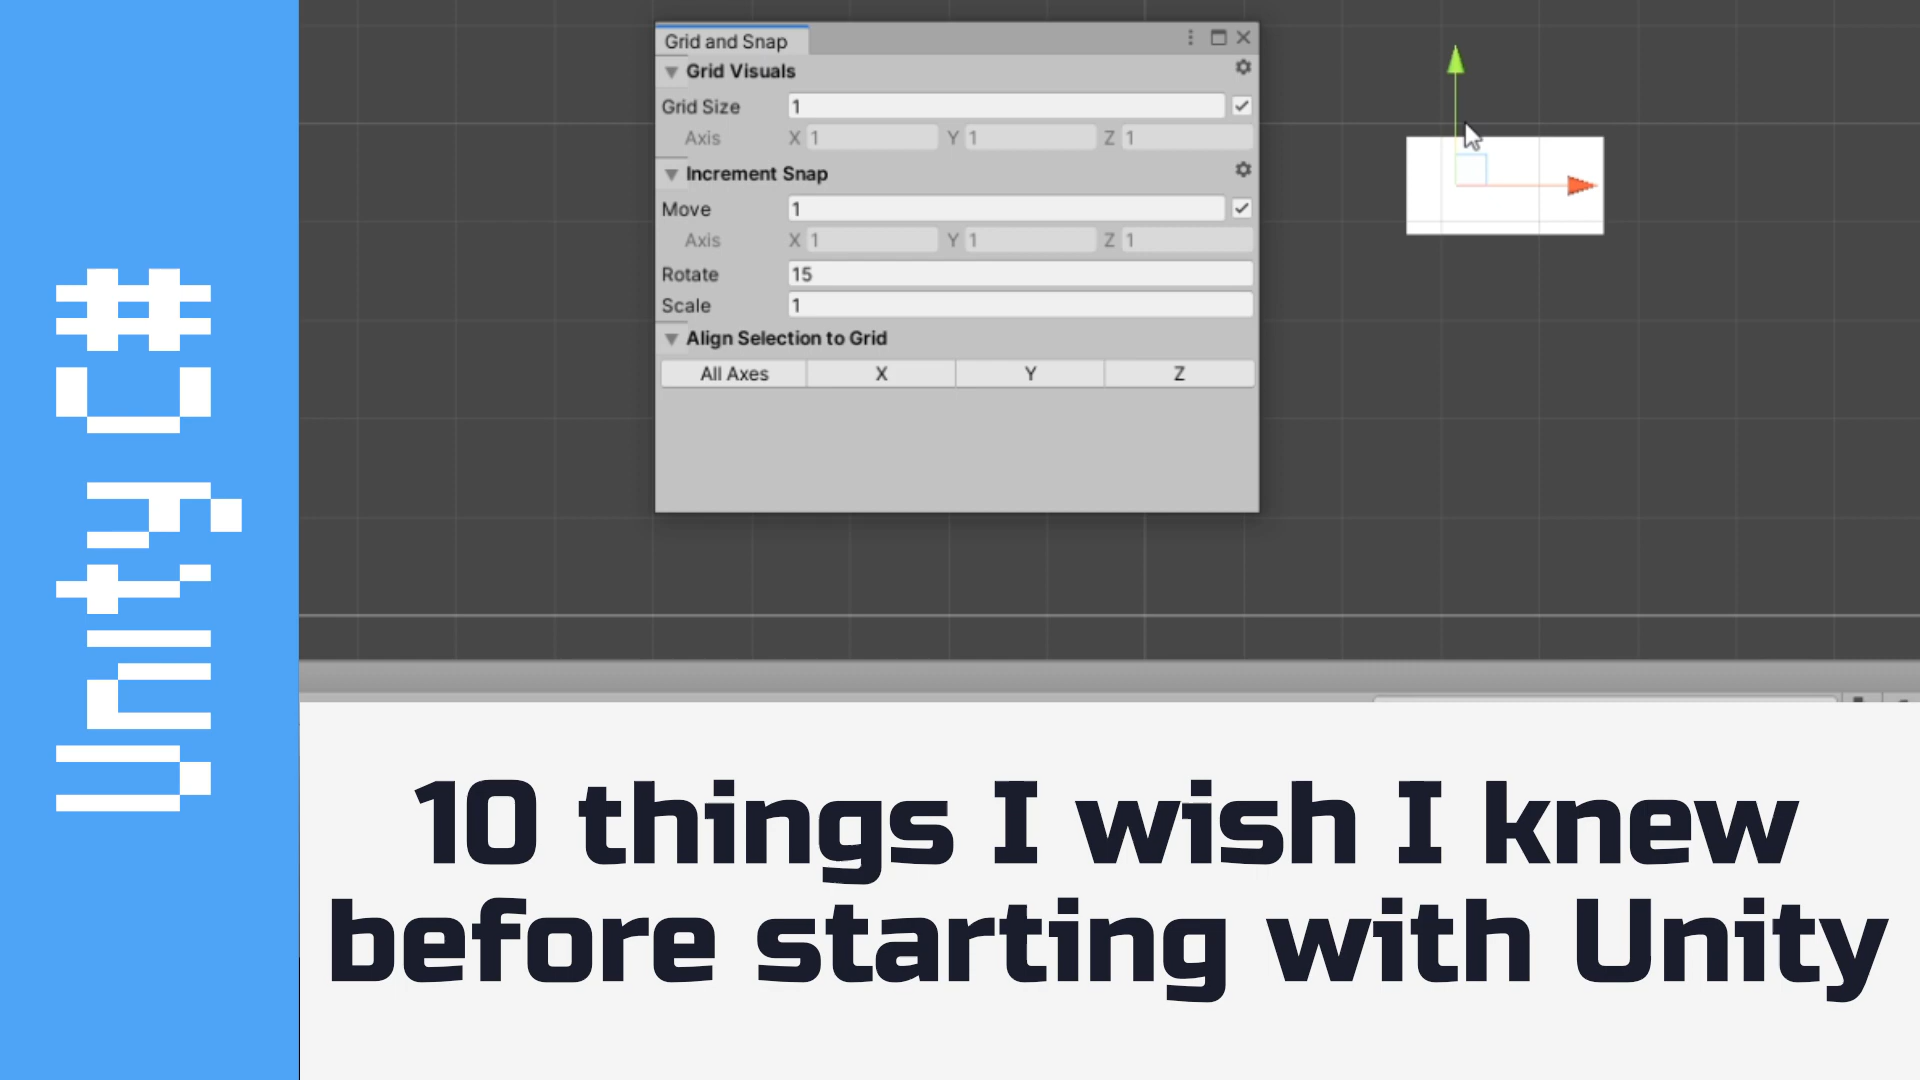 Unity C#
Grid and Snap
Grid Visuals
Grid Size 1
Axis X 1 Y 1 Z 1
Increment Snap
Move 1
Axis X 1 Y 1 Z 1
Rotate 15
Scale 1
Align Selection to Grid
All Axes X Y Z
10 things I wish I knew
before starting with Unity